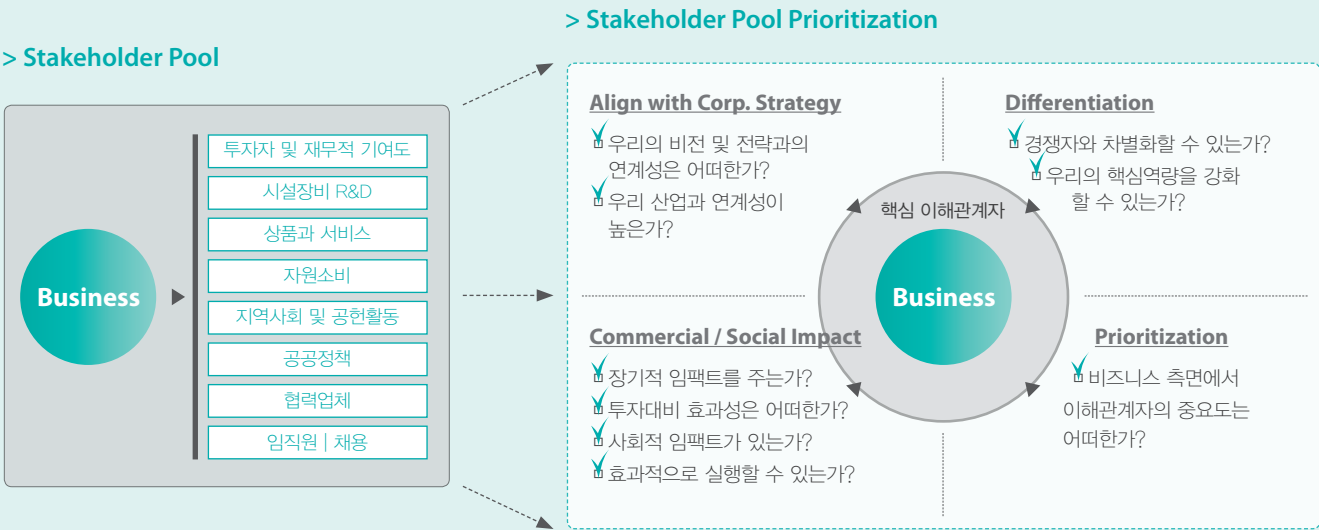 > Stakeholder Pool
Business
투자자 및 재무적 기여도
시설장비 R&D
상품과 서비스
자원소비
지역사회 및 공헌활동
공공정책
협력업체
임직원 | 채용
> Stakeholder Pool Prioritization
Align with Corp. Strategy
우리의 비전 및 전략과의
연계성은 어떠한가?
우리 산업과 연계성이
높은가?
Differentiation
경쟁자와 차별화할 수 있는가?
우리의 핵심역량을 강화
할 수 있는가?
핵심 이해관계자
Business
Commercial / Social Impact
장기적 임팩트를 주는가?
투자대비 효과성은 어떠한가?
사회적 임팩트가 있는가?
효과적으로 실행할 수 있는가?
Prioritization
비즈니스 측면에서
이해관계자의 중요도는
어떠한가?